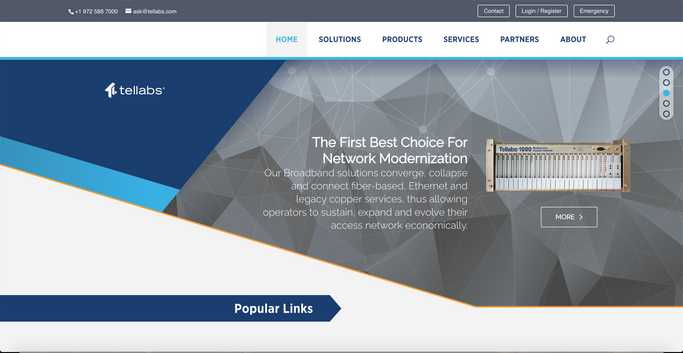 +1 972 588 7000 ask@tellabs.com Contact Login / Register Emergency
HOME SOLUTIONS PRODUCTS SERVICES PARTNERS ABOUT
tellabs
The First Best Choice For
Network Modernization
Our Broadband solutions converge, collapse
and connect fiber-based, Ethernet and
legacy copper services, thus allowing
operators to sustain, expand and evolve their
access network economically.
Tellabs 1000
MORE
Popular Links